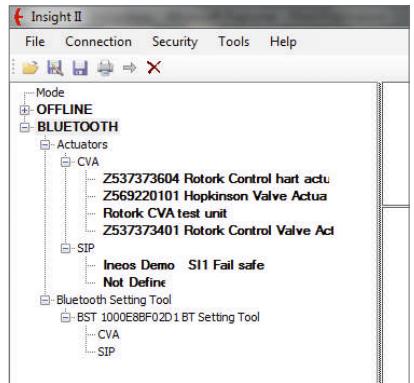 Insight II
File Connection Security Tools Help
Mode
OFFLINE
BLUETOOTH
Actuators
CVA
Z537373604 Rotork Control hart actu
Z569220101 Hopkinson Valve Actua
Rotork CVA test unit
Z537373401 Rotork Control Valve Act
SIP
Ineos Demo SI1 Fail safe
Not Define
Bluetooth Setting Tool
BST 1000E8BF02D1 BT Setting Tool
CVA
SIP